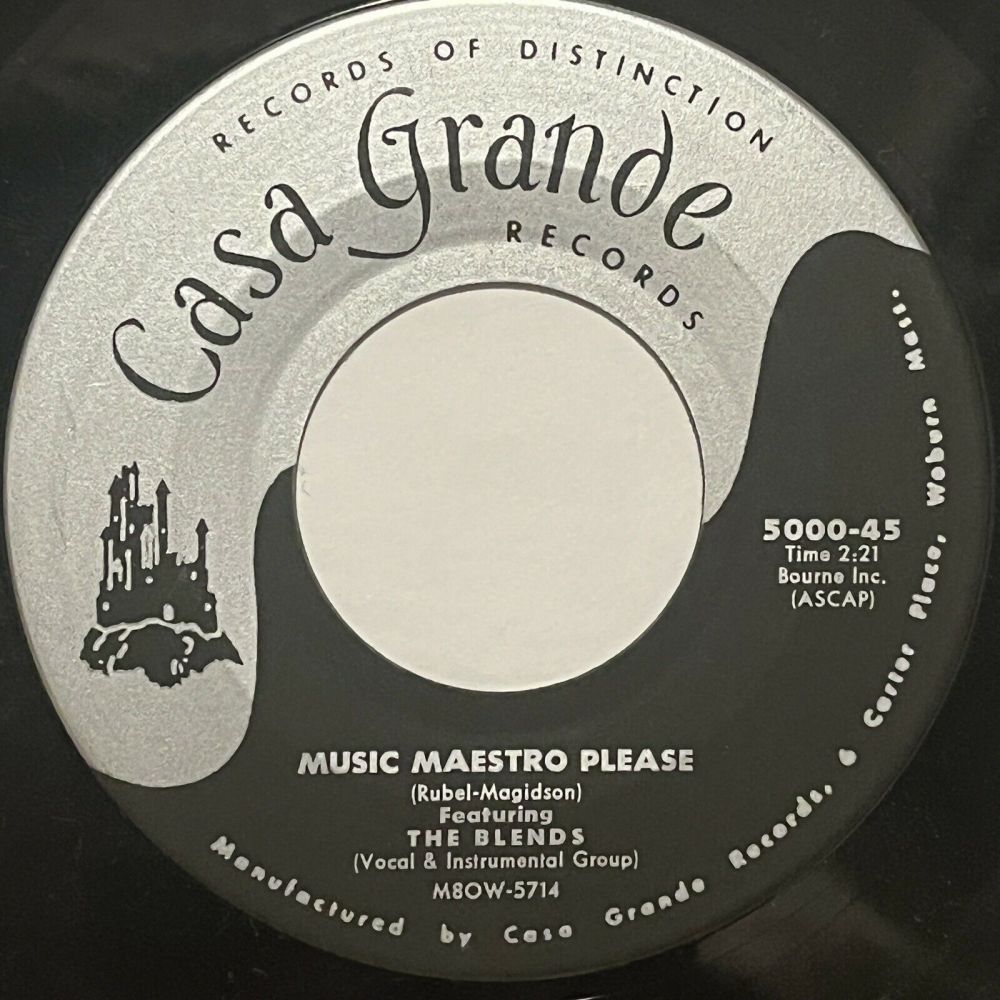 RECORDS OF DISTINCTION
Casa Grande
RECORDS
5000-45
Time 2:21
Bourne Inc.
(ASCAP)
MUSIC MAESTRO PLEASE
(Rubel-Magidson)
Featuring
THE BLENDS
(Vocal & Instrumental Group)
M8OW-5714
Manufactured by Casa Grande Records, • Carter Place, Woburn Mass.